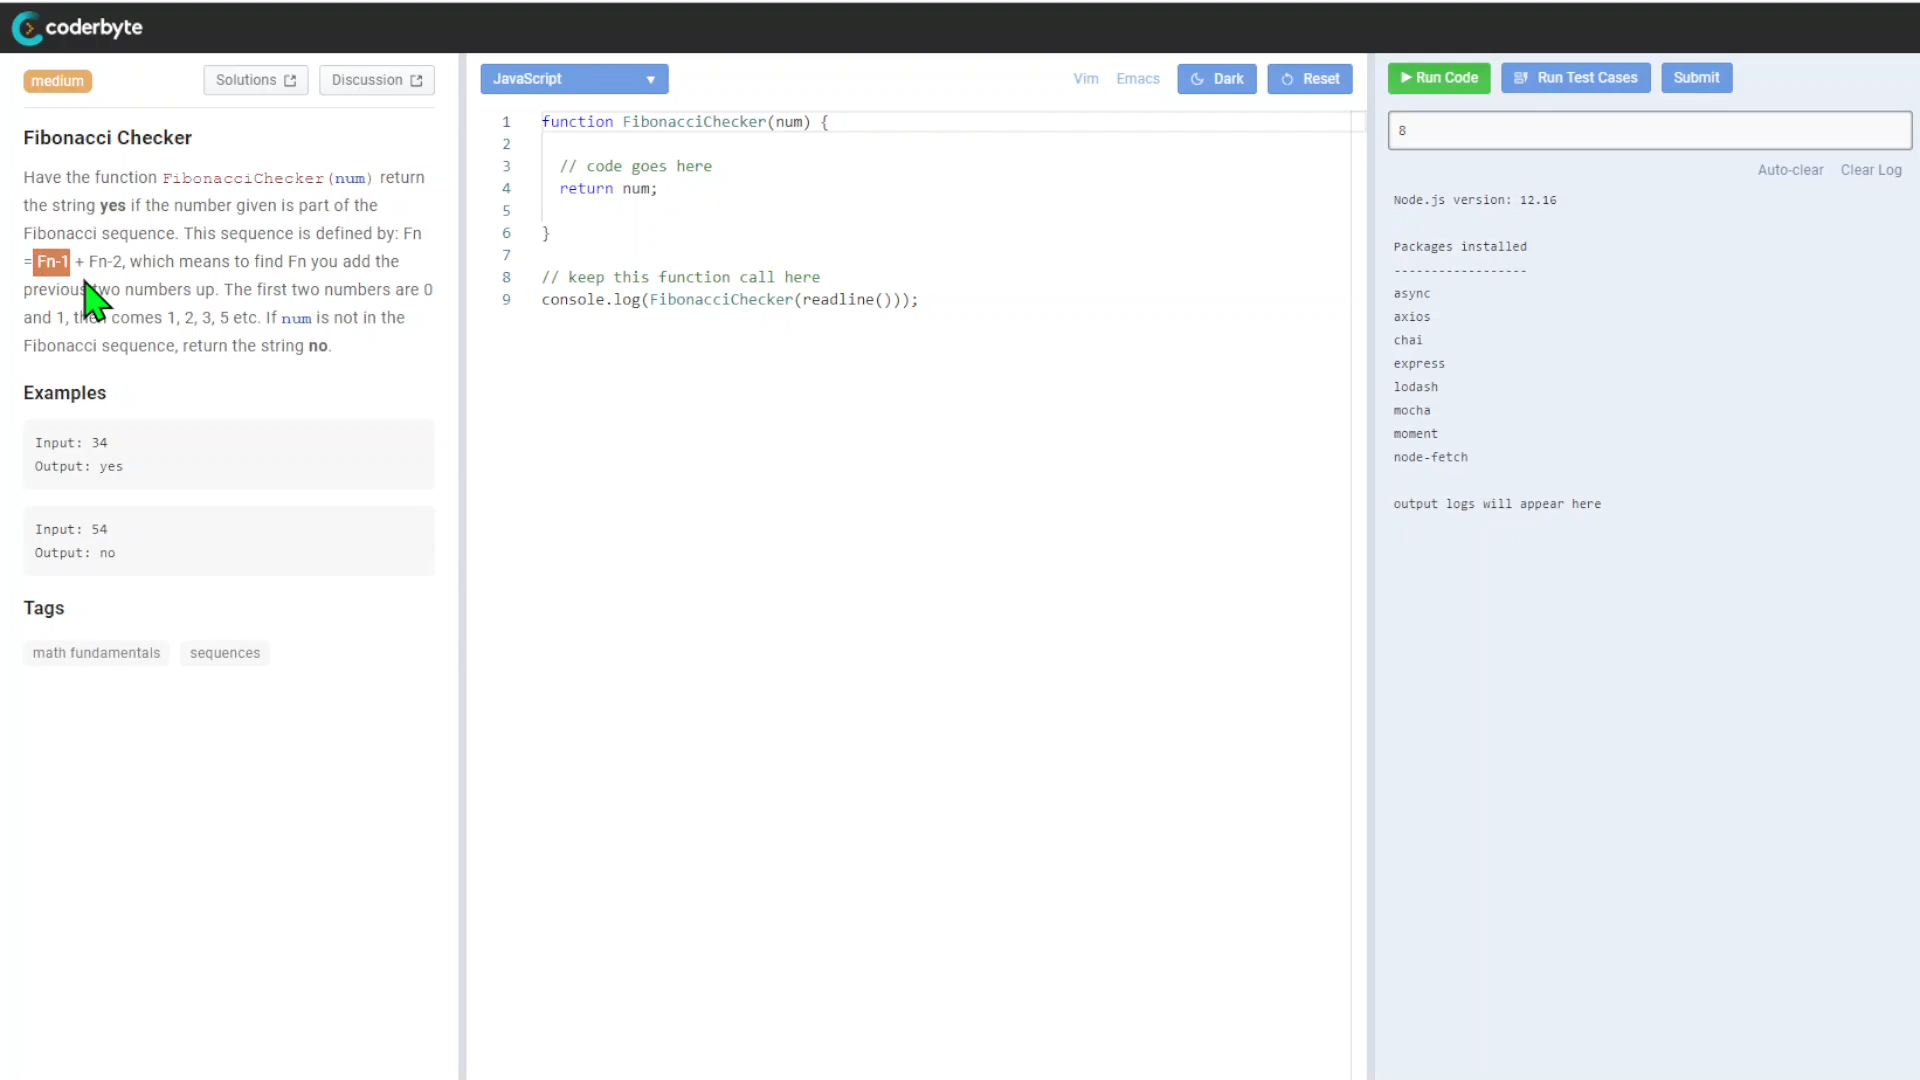 coderbyte
medium
Solutions
Discussion
Fibonacci Checker
Have the function FibonacciChecker(num) return
the string yes if the number given is part of the
Fibonacci sequence. This sequence is defined by: Fn
= Fn-1 + Fn-2, which means to find Fn you add the
previous two numbers up. The first two numbers are 0
and 1, then comes 1, 2, 3, 5 etc. If num is not in the
Fibonacci sequence, return the string no.
Examples
Input: 34
Output: yes
Input: 54
Output: no
Tags
math fundamentals
sequences
JavaScript
Vim
Emacs
Dark
Reset
1 function FibonacciChecker(num) {
2
3 // code goes here
4 return num;
5
6 }
7
8 // keep this function call here
9 console.log(FibonacciChecker(readline()));
Run Code
Run Test Cases
Submit
8
Auto-clear
Clear Log
Node.js version: 12.16
Packages installed
------------------
async
axios
chai
express
lodash
mocha
moment
node-fetch
output logs will appear here